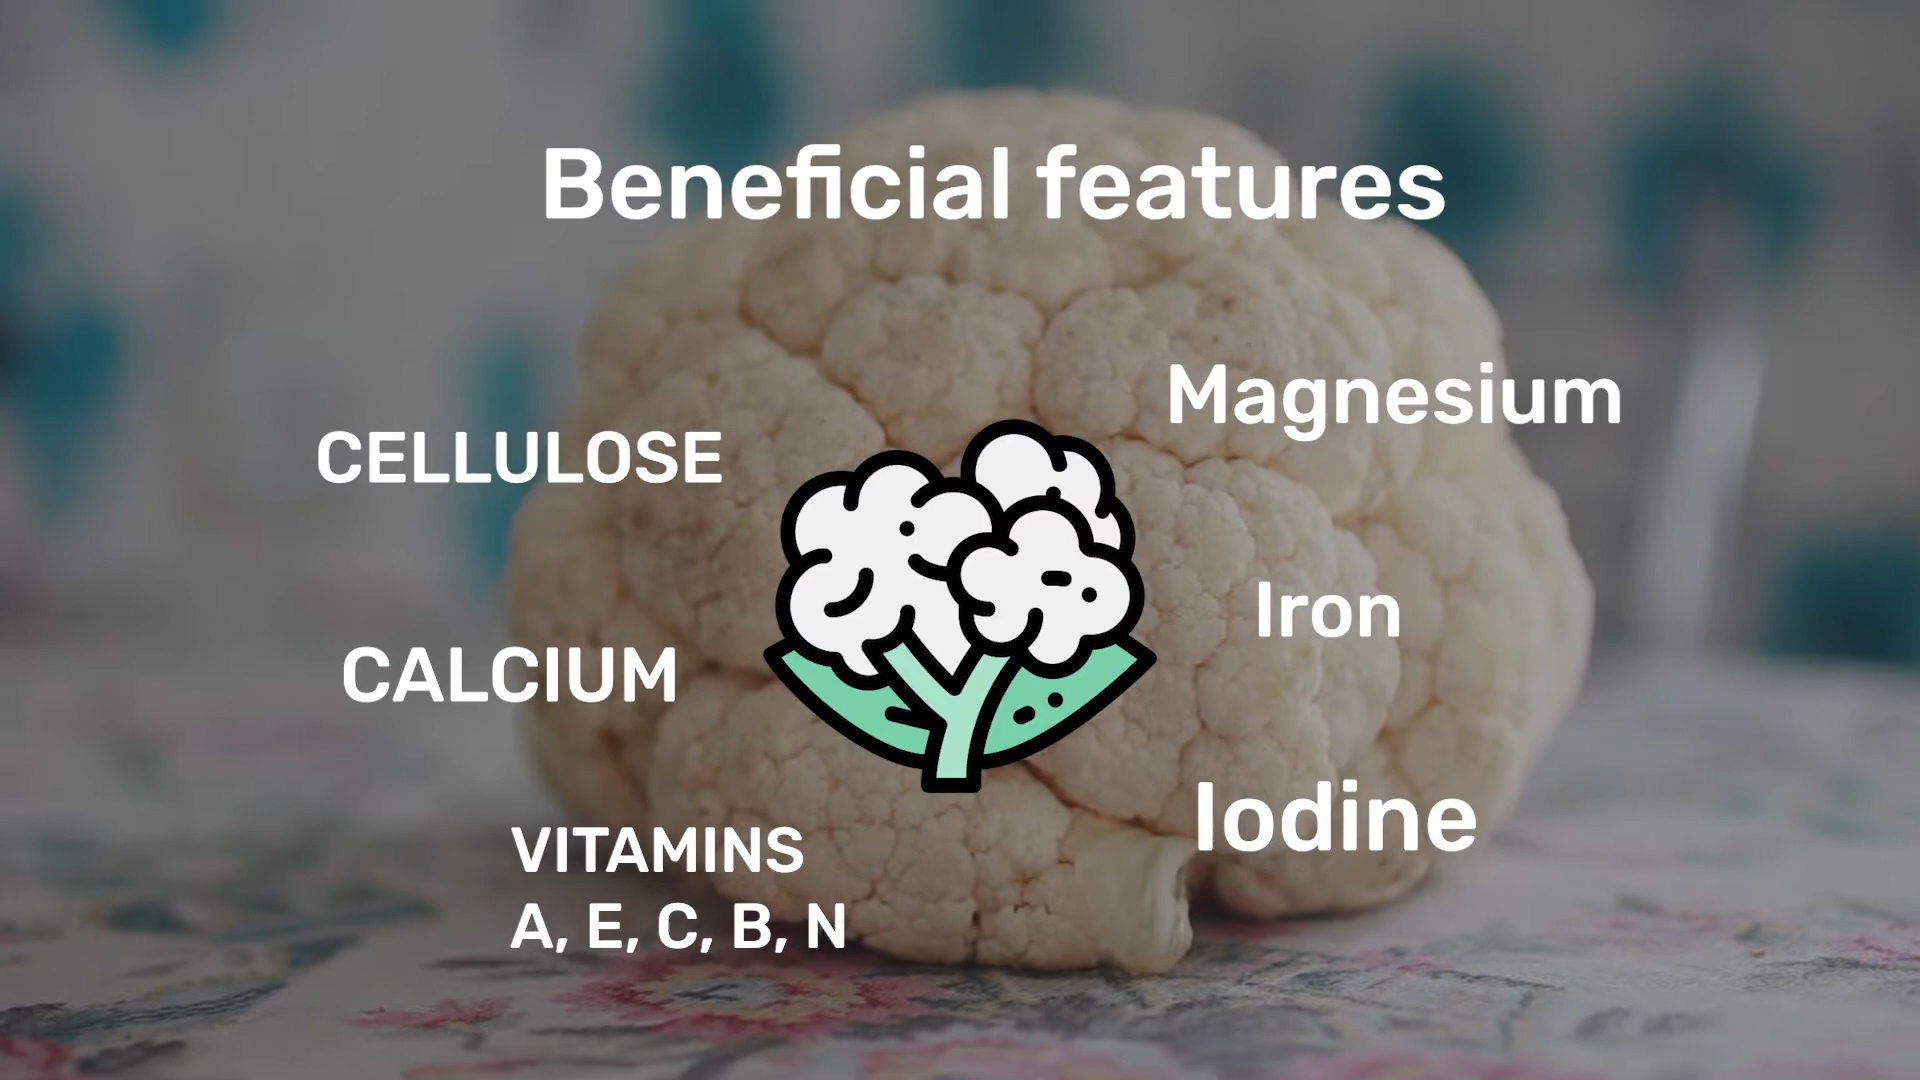 Beneficial features
CELLULOSE
CALCIUM
VITAMINS
A, E, C, B, N
Magnesium
Iron
Iodine